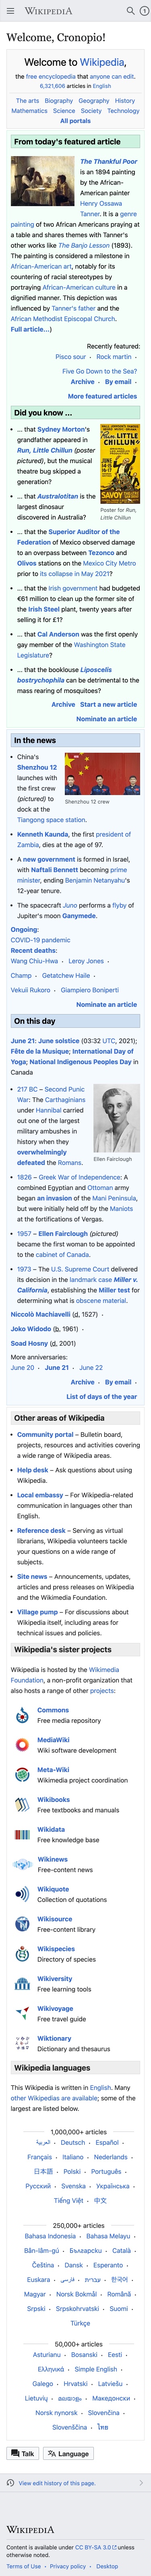 WIKIPEDIA
Welcome, Cronopio!
Welcome to Wikipedia,
the free encyclopedia that anyone can edit.
6,321,606 articles in English
The arts Biography Geography History
Mathematics Science Society Technology
All portals
From today's featured article
The Thankful Poor
is an 1894 painting
by the African-
American painter
Henry Ossawa
Tanner. It is a genre
painting of two African Americans praying at
a table and shares themes with Tanner's
other work The Banjo Lesson (1893). The
painting is considered a milestone in
African-American art, notably in its
countering of racial stereotypes by
portraying African-American culture in a
dignified manner. The painting was
influenced by Tanner's father and the
African Methodist Episcopal Church.
(Full article...)
Recently featured:
Pisco sour • Rock martin •
Five Go Down to the Sea?
Archive • By email •
More featured articles
Did you know ...
... that Sydney Morton's
Poster for Run,
Little Chillun
... that Australotitan is
the largest dinosaur
discovered in Australia?
... that the Superior Auditor of the
Federation of Mexico observed damage
between Tezonco and
Olivos station on the Mexico City Metro
prior to its collapse in May 2021?
... that the Irish government had budgeted
€61 million to clean up the former site of
the Irish Steel plant, termed toxic, before
selling it for £1?
... that Cal Anderson was the first openly gay
member of the Washington State
Legislature?
... that the booklouse Liposcelis
bostrychophila can be detrimental to the
marketing of mushrooms?
Archive Start a new article
Nominate an article
In the news
China's
Shenzhou 12
launches with
its first crew
(pictured) to
dock at the
Tiangong space station.
Shenzhou 12 crew
Kenneth Kaunda, the first president of
Zambia, dies at the age of 97.
A new government is formed in Israel,
with Naftali Bennett becoming prime
minister, ending Benjamin Netanyahu's
12-year tenure.
The spacecraft Juno performs a flyby of
Jupiter's moon Ganymede.
Ongoing:
COVID-19 pandemic
Recent deaths:
Wang Chiu-Hwa • Leroy Jones •
Champ • Getatchew Haile •
Vekuii Rukoro • Giampiero Boniperti
Nominate an article
On this day
June 21: June solstice (03:32 UTC, 2021);
Fête de la Musique; International Day of
Yoga; National Indigenous Peoples Day in
Canada
217 BC – Second Punic
War: The Carthaginians
under Hannibal carried
out one of the largest
military ambushes in
history when they
overwhelmingly
defeated the Romans.
Ellen Fairclough
1826 – Greek War of Independence: A
combined Egyptian and Ottoman army
began an invasion of the Mani Peninsula,
but they were initially held off by the Maniots
at the fortifications of Vergas.
1957 – Ellen Fairclough (pictured)
became the first woman to be appointed
to the cabinet of Canada.
1973 – The U.S. Supreme Court delivered
its decision in the landmark case Miller v.
California, establishing the Miller test for
what is obscene material.
Niccolò Machiavelli (d. 1527) •
Joko Widodo (b. 1961) •
Soad Hosny (d. 2001)
More anniversaries:
June 20 • June 21 • June 22
Archive • By email •
List of days of the year
Other areas of Wikipedia
Community portal – Bulletin board,
projects, resources and activities covering
a wide range of Wikipedia areas.
Help desk – Ask questions about using
Wikipedia.
Local embassy – For Wikipedia-related
communication in languages other than
English.
Reference desk – Serving as virtual
librarians, Wikipedia volunteers tackle
your questions on a wide range of
subjects.
Site news – Announcements, updates,
articles and press releases on Wikipedia
and the Wikimedia Foundation.
Village pump – For discussions about
Wikipedia itself, including areas for
technical issues and policies.
Wikipedia's sister projects
Wikipedia is hosted by the Wikimedia
Foundation, a non-profit organization that
also hosts a range of other projects:
Commons
Free media repository
MediaWiki
Wiki software development
Meta-Wiki
Wikimedia project coordination
Wikibooks
Free textbooks and manuals
Wikidata
Free knowledge base
Wikinews
Free-content news
Wikiquote
Collection of quotations
Wikisource
Free-content library
Wikispecies
Directory of species
Wikiversity
Free learning tools
Wikivoyage
Free travel guide
Wiktionary
Dictionary and thesaurus
Wikipedia languages
This Wikipedia is written in English. Many
other Wikipedias are available; some of the
largest are listed below.
1,000,000+ articles
العربية • Deutsch • Español •
Français • Italiano • Nederlands •
日本語 • Polski • Português •
Русский • Svenska • Українська •
Tiếng Việt • 中文
250,000+ articles
Bahasa Indonesia • Bahasa Melayu •
Bân-lâm-gú • Български • Català •
Čeština • Dansk • Esperanto •
Euskara • فارسی • עברית • 한국어 •
Magyar • Norsk Bokmål • Română •
Srpski • Srpskohrvatski • Suomi •
Türkçe
50,000+ articles
Asturianu • Bosanski • Eesti •
Ελληνικά • Simple English •
Galego • Hrvatski • Latviešu •
Lietuvių • മലയാളം • Македонски •
Norsk nynorsk • Slovenčina •
Slovenščina • ไทย
Talk Language
View edit history of this page.
WIKIPEDIA
Content is available under CC BY-SA 3.0 unless
otherwise noted.
Terms of Use • Privacy policy • Desktop